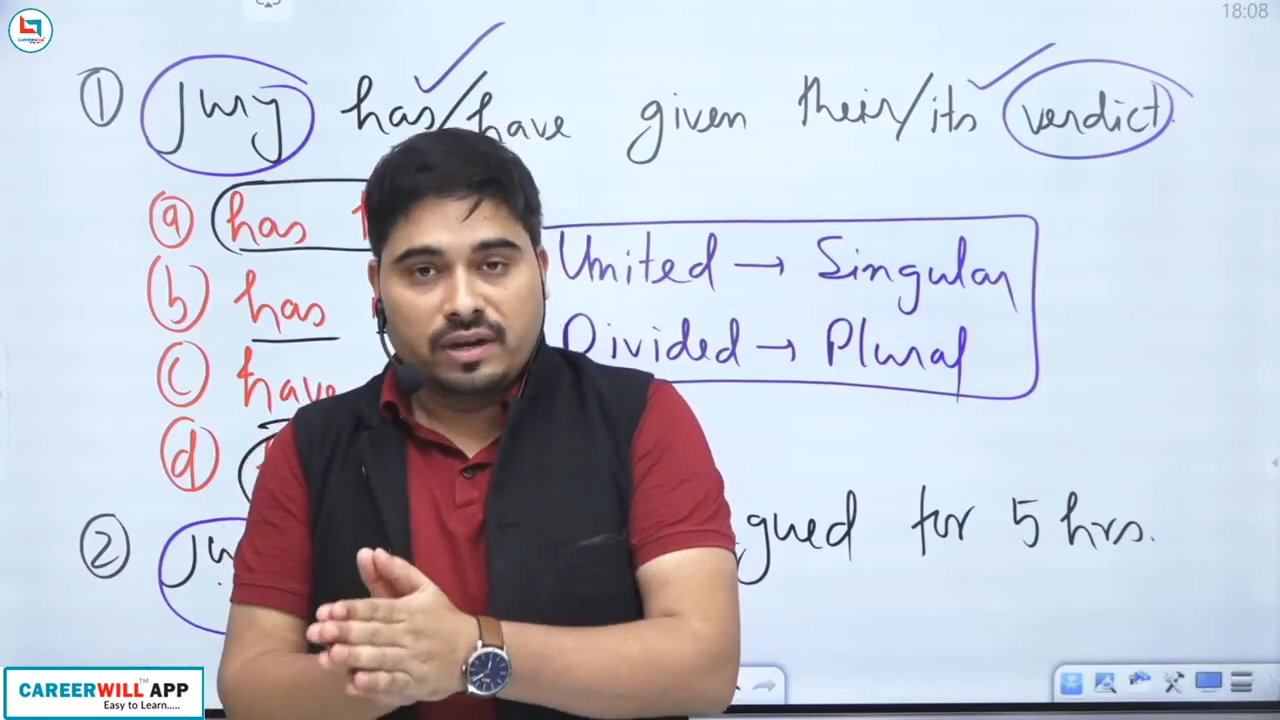 18:08
CAREERWILL
① Jury has/have given their/its verdict.
ⓐ has
ⓑ has
ⓒ have
ⓓ
United → Singular
Divided → Plural
② for 5 hrs.
CAREERWILL™ APP
Easy to Learn.....